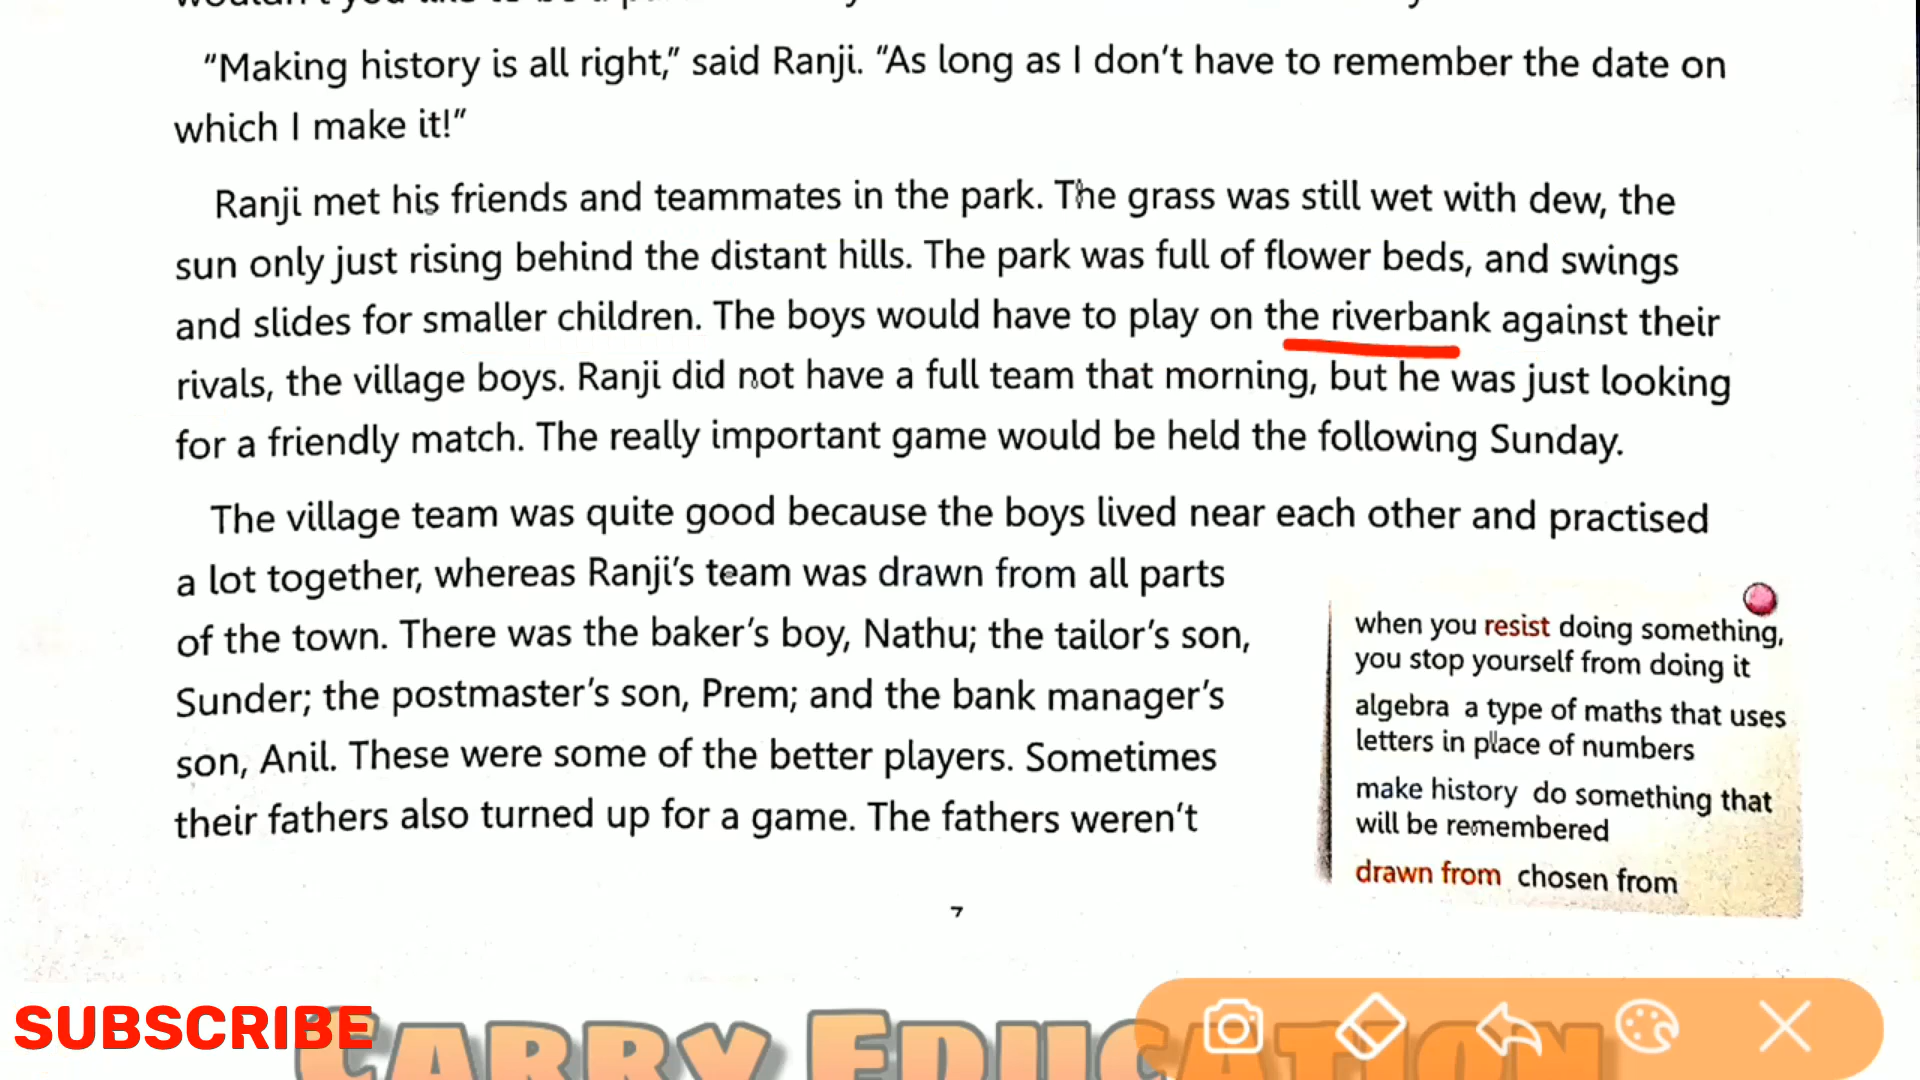 "Making history is all right," said Ranji. "As long as I don't have to remember the date on
which I make it!"
Ranji met his friends and teammates in the park. The grass was still wet with dew, the
sun only just rising behind the distant hills. The park was full of flower beds, and swings
and slides for smaller children. The boys would have to play on the riverbank against their
rivals, the village boys. Ranji did not have a full team that morning, but he was just looking
for a friendly match. The really important game would be held the following Sunday.
The village team was quite good because the boys lived near each other and practised
a lot together, whereas Ranji's team was drawn from all parts
of the town. There was the baker's boy, Nathu; the tailor's son,
Sunder; the postmaster's son, Prem; and the bank manager's
son, Anil. These were some of the better players. Sometimes
their fathers also turned up for a game. The fathers weren't
when you resist doing something,
you stop yourself from doing it
algebra a type of maths that uses
letters in place of numbers
make history do something that
will be remembered
drawn from chosen from
7
SUBSCRIBE
CARRY EDUCATION